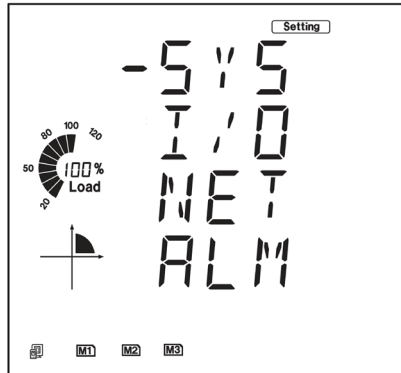 Setting
-SYS
I/O
NET
ALM
20 50 80 100 120
100%
Load
M1 M2 M3